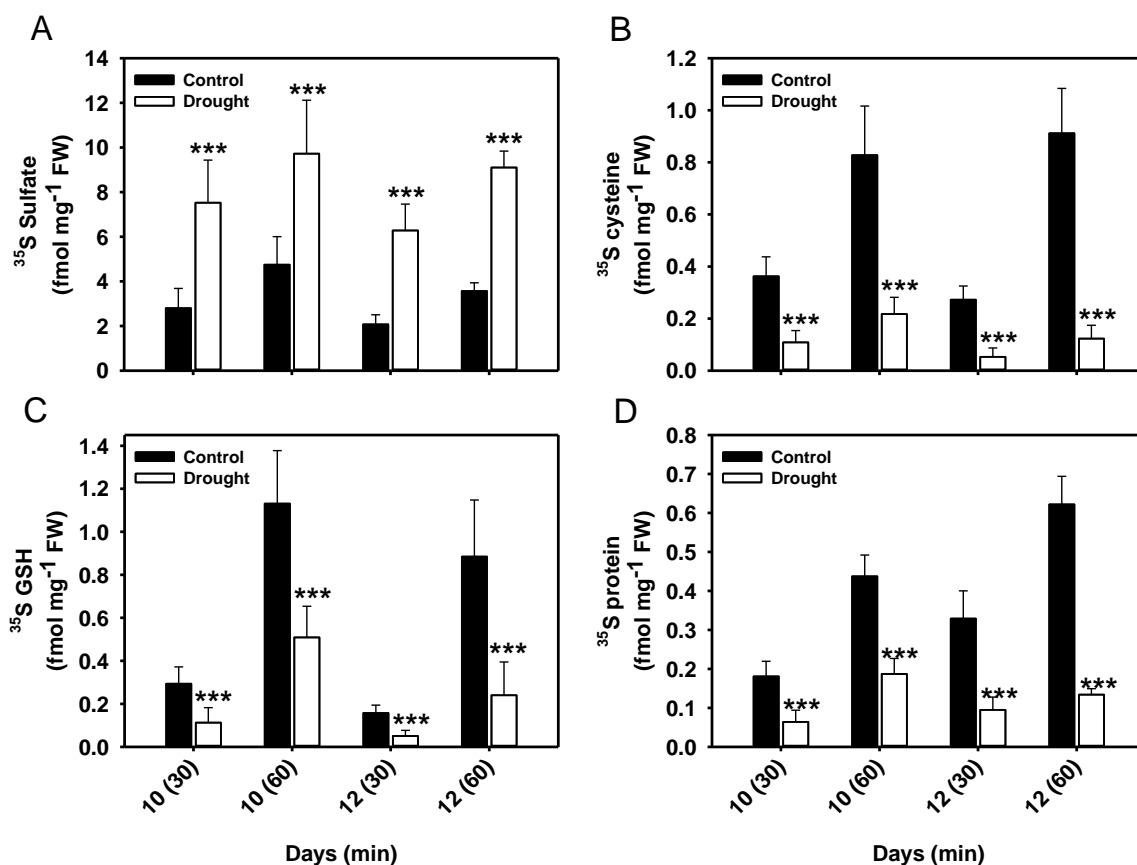 A
³⁵S Sulfate
(fmol mg⁻¹ FW)
14
12
10
8
6
4
2
0
Control
Drought
***
***
***
***
B
³⁵S cysteine
(fmol mg⁻¹ FW)
1.2
1.0
0.8
0.6
0.4
0.2
0.0
Control
Drought
***
***
***
***
C
³⁵S GSH
(fmol mg⁻¹ FW)
1.4
1.2
1.0
0.8
0.6
0.4
0.2
0.0
Control
Drought
***
***
***
***
10 (30)
10 (60)
12 (30)
12 (60)
Days (min)
D
³⁵S protein
(fmol mg⁻¹ FW)
0.8
0.7
0.6
0.5
0.4
0.3
0.2
0.1
0.0
Control
Drought
***
***
***
***
10 (30)
10 (60)
12 (30)
12 (60)
Days (min)